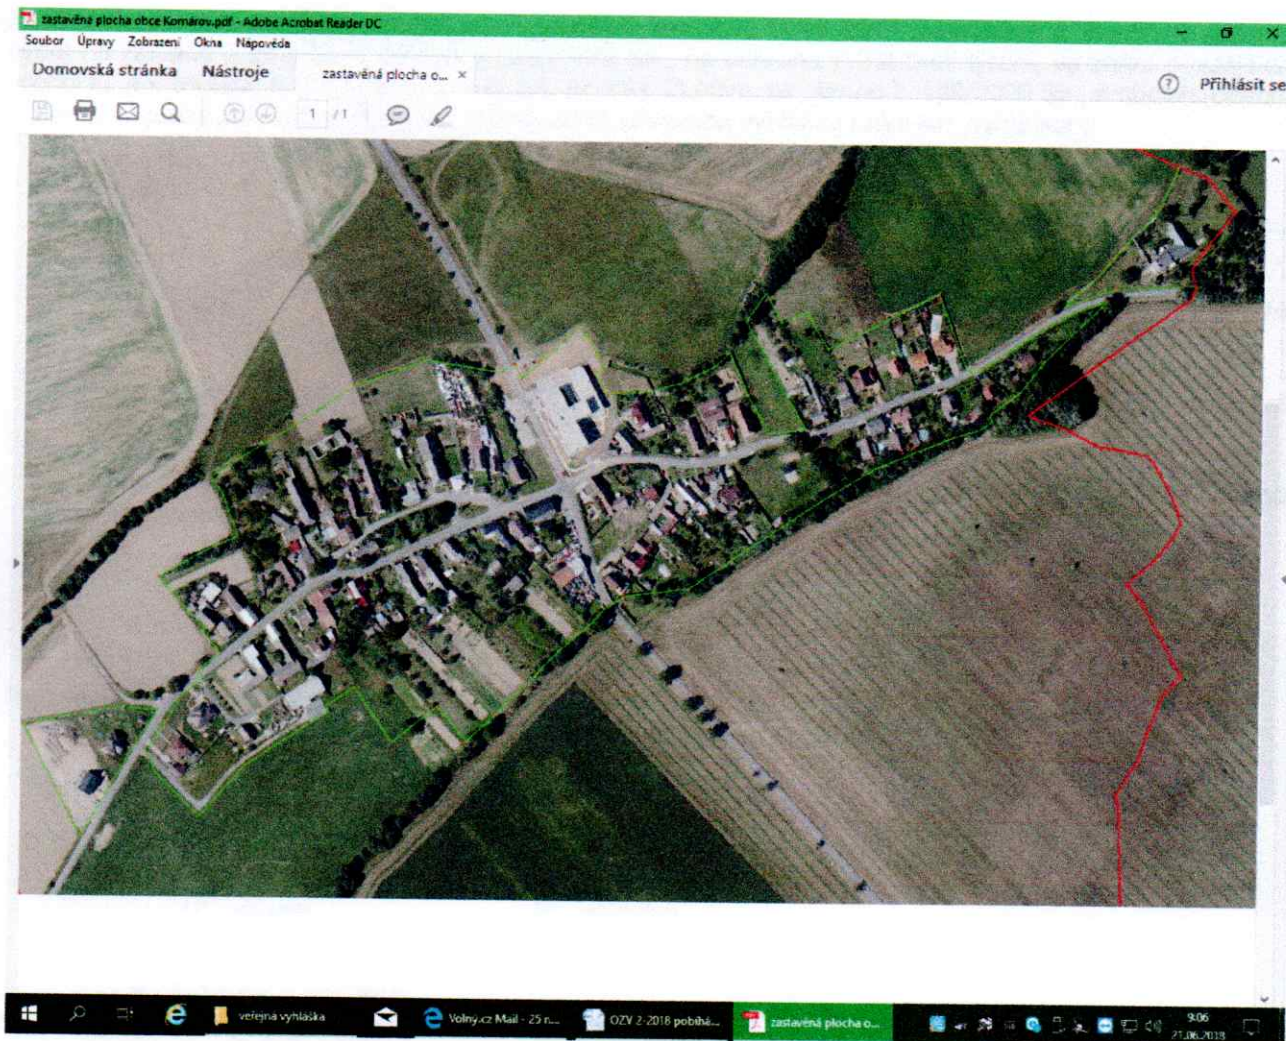 zastavěná plocha obce Komárov.pdf - Adobe Acrobat Reader DC
Soubor Úpravy Zobrazení Okna Nápověda
Domovská stránka Nástroje zastavěná plocha o... × ? Přihlásit se
1 / 1
veřejná vyhláška Volný.cz Mail - 25 n... OZV 2-2018 pobíhá... zastavěná plocha o... 9:06
21.06.2018